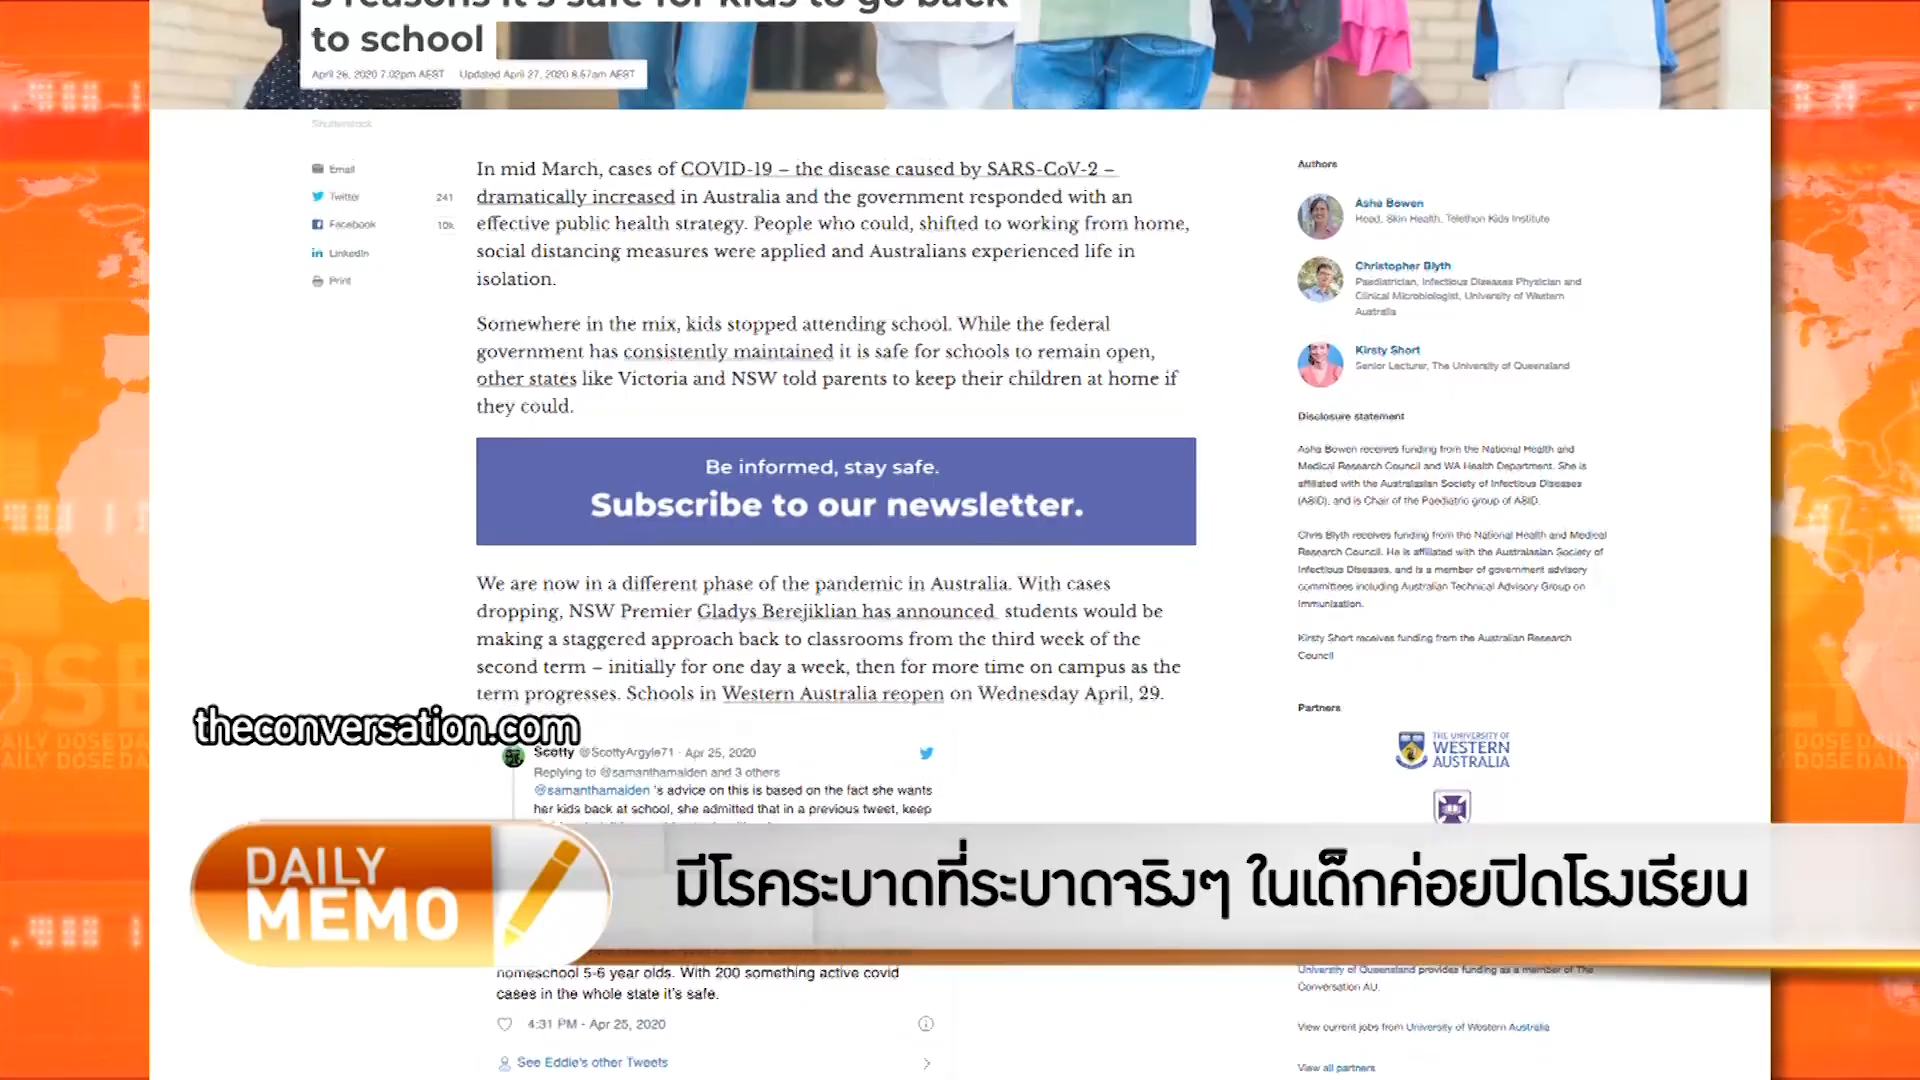 3 reasons it's safe for kids to go back
to school
April 26, 2020 7.02pm AEST Updated April 27, 2020 8.57am AEST
Shutterstock
Email
Twitter 241
Facebook 10k
LinkedIn
Print
In mid March, cases of COVID-19 – the disease caused by SARS-CoV-2 –
dramatically increased in Australia and the government responded with an
effective public health strategy. People who could, shifted to working from home,
social distancing measures were applied and Australians experienced life in
isolation.
Somewhere in the mix, kids stopped attending school. While the federal
government has consistently maintained it is safe for schools to remain open,
other states like Victoria and NSW told parents to keep their children at home if
they could.
Be informed, stay safe.
Subscribe to our newsletter.
We are now in a different phase of the pandemic in Australia. With cases
dropping, NSW Premier Gladys Berejiklian has announced students would be
making a staggered approach back to classrooms from the third week of the
second term – initially for one day a week, then for more time on campus as the
term progresses. Schools in Western Australia reopen on Wednesday April, 29.
theconversation.com
Scotty @ScottyArgyle71 · Apr 25, 2020
Replying to @samanthamaiden and 3 others
@samanthamaiden 's advice on this is based on the fact she wants
her kids back at school, she admitted that in a previous tweet, keep
homeschool 5-6 year olds. With 200 something active covid
cases in the whole state it's safe.
4:31 PM - Apr 25, 2020
See Eddie's other Tweets
Authors
Asha Bowen
Head, Skin Health, Telethon Kids Institute
Christopher Blyth
Paediatrician, Infectious Diseases Physician and
Clinical Microbiologist, University of Western
Australia
Kirsty Short
Senior Lecturer, The University of Queensland
Disclosure statement
Asha Bowen receives funding from the National Health and
Medical Research Council and WA Health Department. She is
affiliated with the Australasian Society of Infectious Diseases
(ASID), and is Chair of the Paediatric group of ASID.
Chris Blyth receives funding from the National Health and Medical
Research Council. He is affiliated with the Australasian Society of
Infectious Diseases, and is a member of government advisory
committees including Australian Technical Advisory Group on
Immunization.
Kirsty Short receives funding from the Australian Research
Council
Partners
THE UNIVERSITY OF
WESTERN
AUSTRALIA
University of Queensland provides funding as a member of The
Conversation AU.
View current jobs from University of Western Australia
View all partners
DAILY
MEMO
มีโรคระบาดที่ระบาดจริงๆ ในเด็กค่อยปิดโรงเรียน